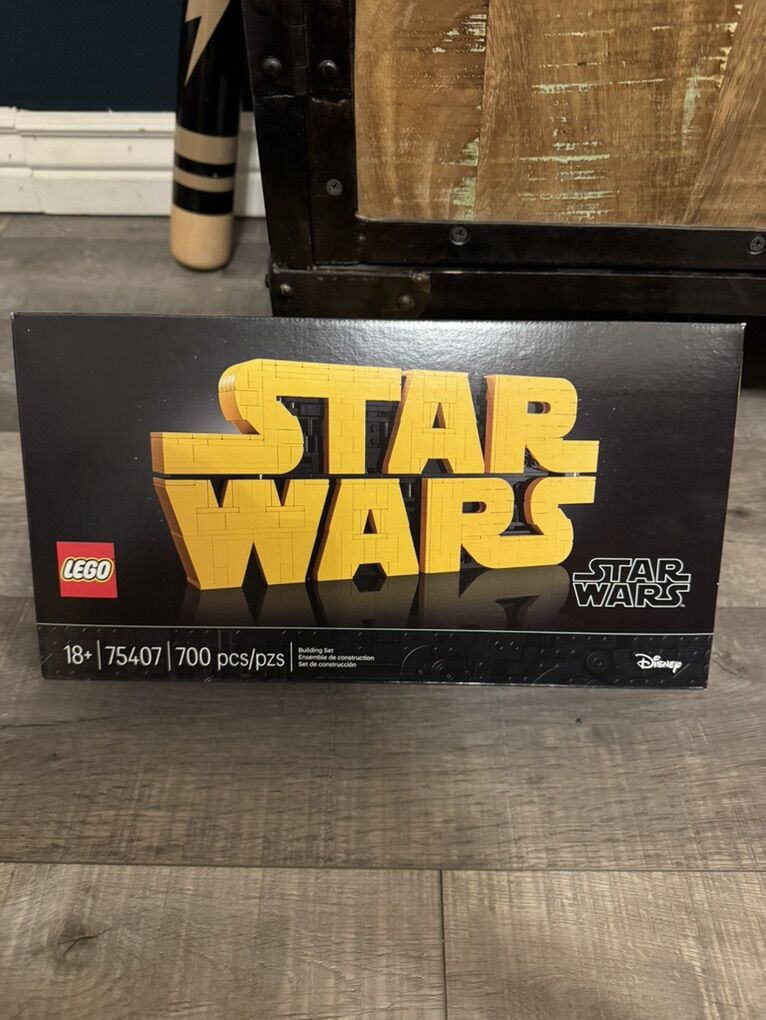 STAR
WARS
LEGO
STAR
WARS
18+ | 75407 | 700 pcs/pzs
Building Set
Ensemble de construction
Set de construcción
Disney